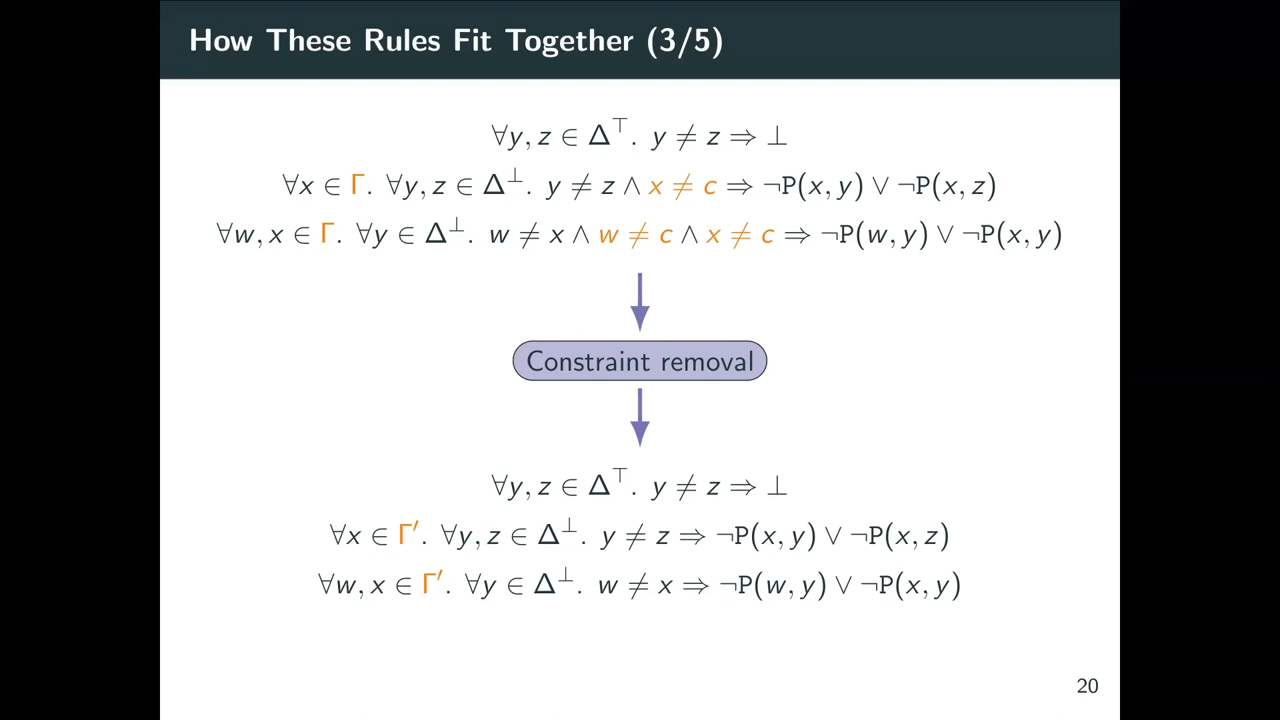 How These Rules Fit Together (3/5)
∀y, z ∈ Δ⊤. y ≠ z ⇒ ⊥
∀x ∈ Γ. ∀y, z ∈ Δ⊥. y ≠ z ∧ x ≠ c ⇒ ¬P(x, y) ∨ ¬P(x, z)
∀w, x ∈ Γ. ∀y ∈ Δ⊥. w ≠ x ∧ w ≠ c ∧ x ≠ c ⇒ ¬P(w, y) ∨ ¬P(x, y)
Constraint removal
∀y, z ∈ Δ⊤. y ≠ z ⇒ ⊥
∀x ∈ Γ′. ∀y, z ∈ Δ⊥. y ≠ z ⇒ ¬P(x, y) ∨ ¬P(x, z)
∀w, x ∈ Γ′. ∀y ∈ Δ⊥. w ≠ x ⇒ ¬P(w, y) ∨ ¬P(x, y)
20